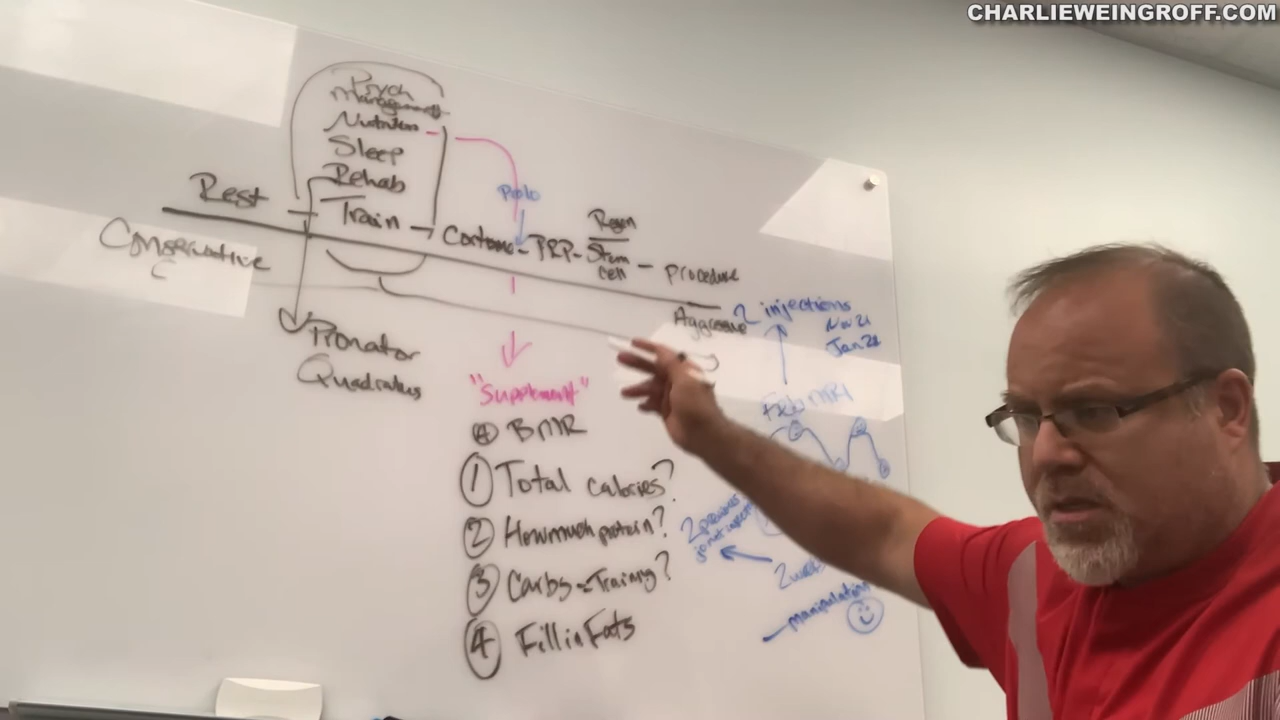 CHARLIEWEINGROFF.COM
Psych
Management
Nutrition
Sleep
Rehab
Train
Rest
Conservative
Prolo
Cortisone - PRP -
Regen
Stem
cell
- procedure
Aggressive
Pronator
Quadratus
"Supplement"
BMR
① Total calories?
② How much protein?
③ Carbs = Training?
④ Fill in Fats
2 injections
Nov 21
Jan 22
Feb MRI
2
manipulation